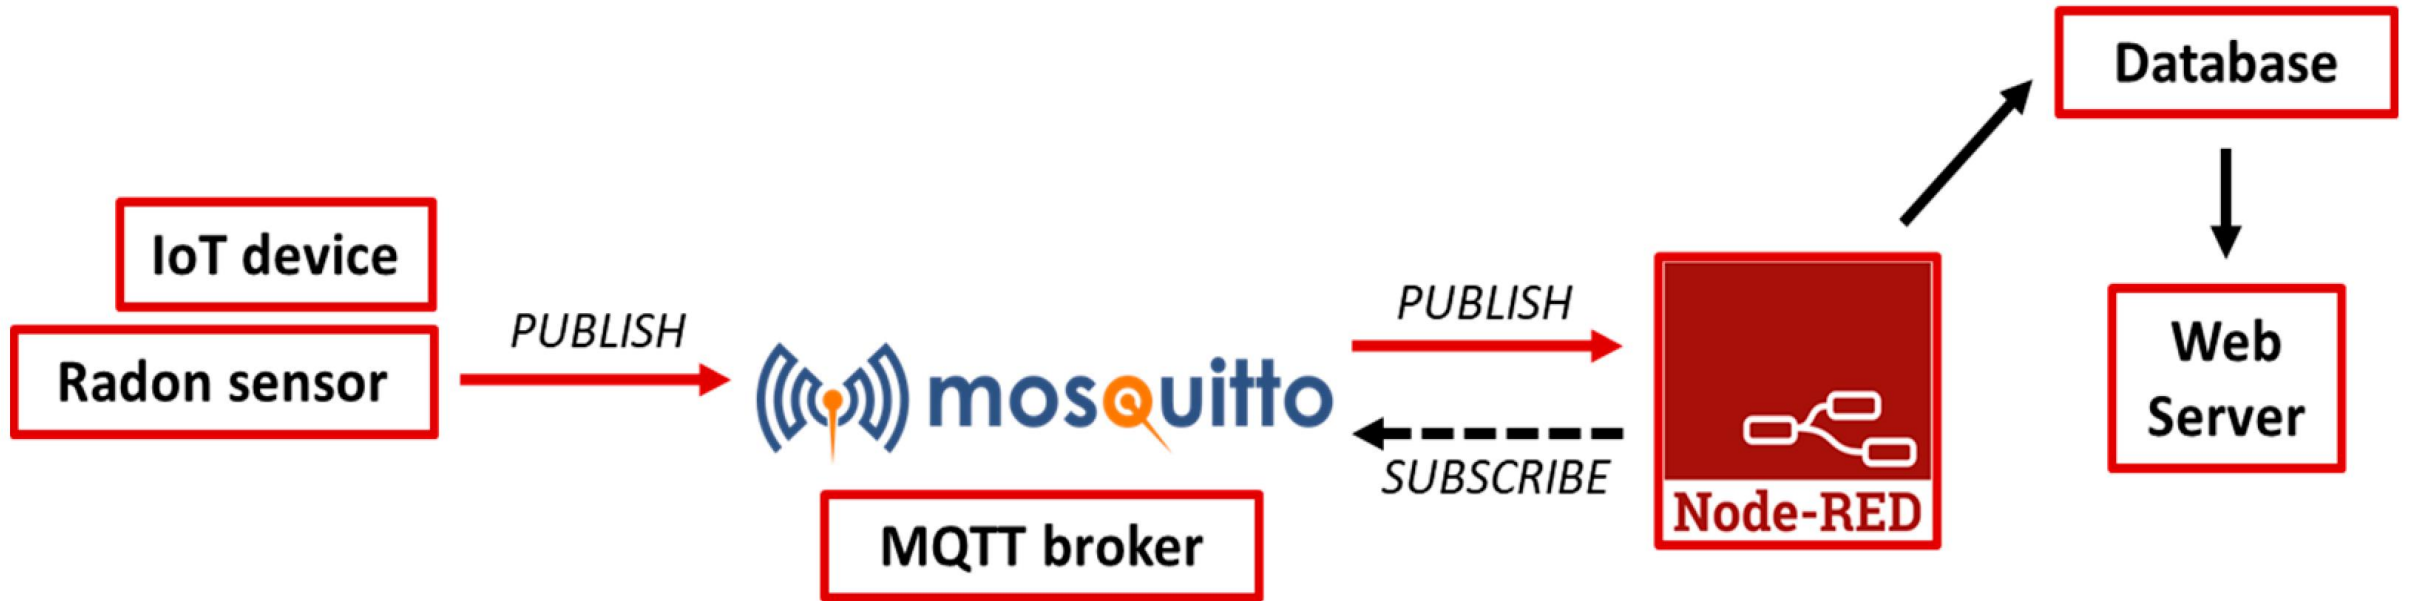 IoT device
Radon sensor
PUBLISH
mosquitto
MQTT broker
PUBLISH
SUBSCRIBE
Node-RED
Database
Web
Server